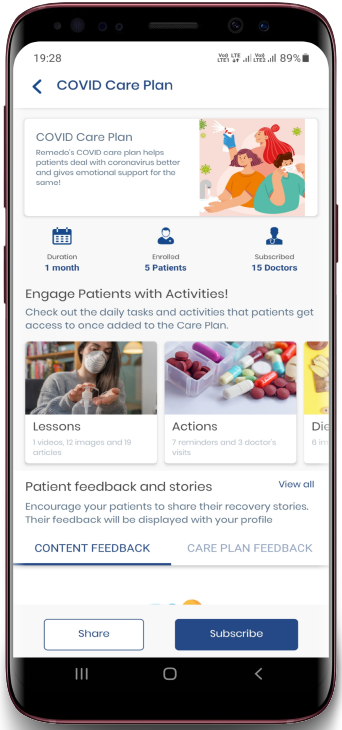 19:28
Vo) LTE LTE1 Vo) LTE2 89%
COVID Care Plan
COVID Care Plan
Remedo's COVID care plan helps
patients deal with coronavirus better
and gives emotional support for the
same!
Duration
1 month
Enrolled
5 Patients
Subscribed
15 Doctors
Engage Patients with Activities!
Check out the daily tasks and activities that patients get
access to once added to the Care Plan.
Lessons
1 videos, 12 images and 19
articles
Actions
7 reminders and 3 doctor's
visits
Die
6 im
Patient feedback and stories
View all
Encourage your patients to share their recovery stories.
Their feedback will be displayed with your profile
CONTENT FEEDBACK
CARE PLAN FEEDBACK
Share
Subscribe